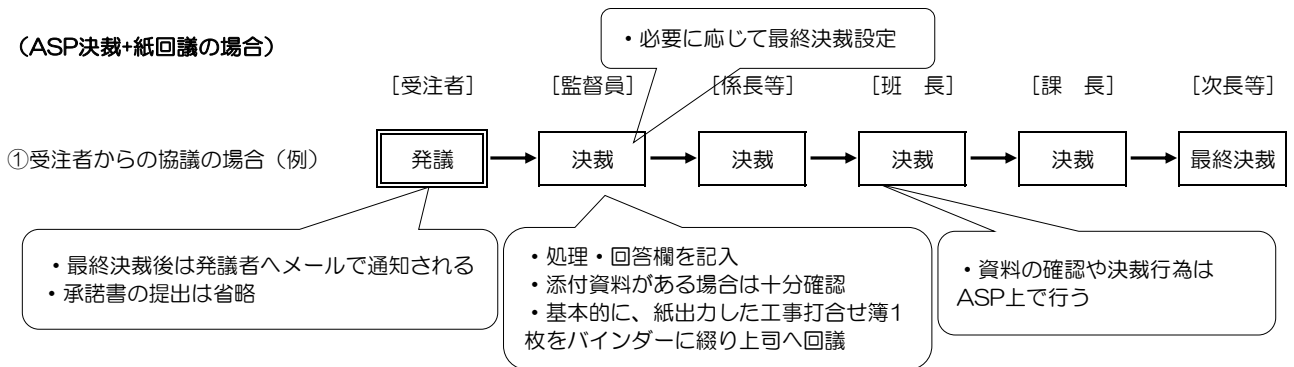 （ASP決裁+紙回議の場合）
・必要に応じて最終決裁設定
［受注者］ ［監督員］ ［係長等］ ［班　長］ ［課　長］ ［次長等］
①受注者からの協議の場合（例） 発議 決裁 決裁 決裁 決裁 最終決裁
・最終決裁後は発議者へメールで通知される
・承諾書の提出は省略
・処理・回答欄を記入
・添付資料がある場合は十分確認
・基本的に、紙出力した工事打合せ簿1
枚をバインダーに綴り上司へ回議
・資料の確認や決裁行為は
ASP上で行う